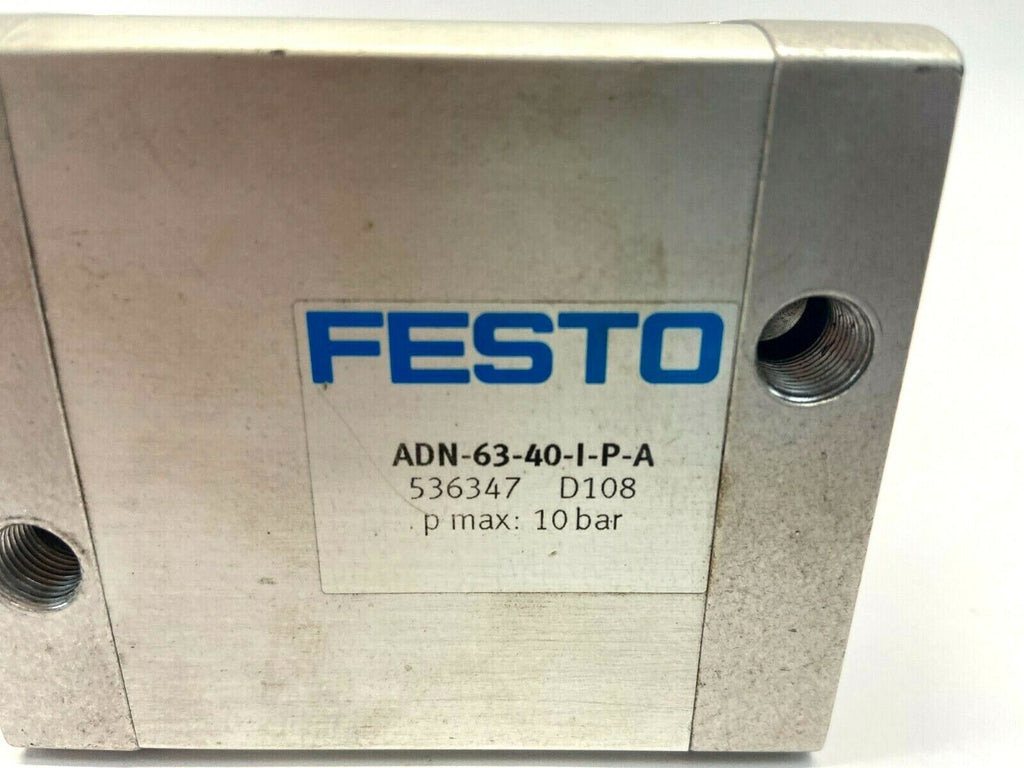 FESTO
ADN-63-40-I-P-A
536347 D108
p max: 10 bar